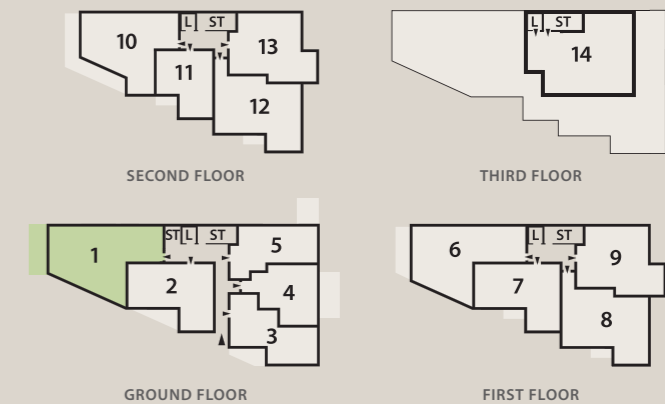 L ST
10
13
11
12
SECOND FLOOR
L ST
14
THIRD FLOOR
ST L ST
1
5
2
4
3
GROUND FLOOR
L ST
6
9
7
8
FIRST FLOOR